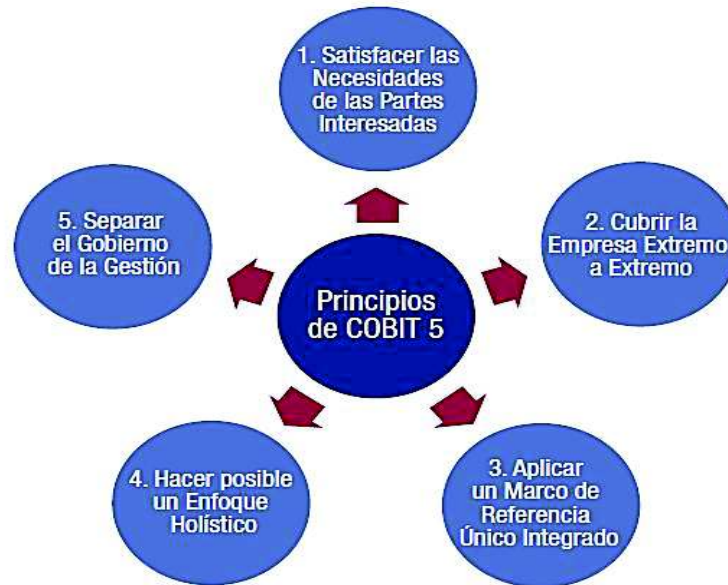 1. Satisfacer las
Necesidades
de las Partes
Interesadas
5. Separar
el Gobierno
de la Gestión
2. Cubrir la
Empresa Extremo
a Extremo
Principios
de COBIT 5
4. Hacer posible
un Enfoque
Holístico
3. Aplicar
un Marco de
Referencia
Único Integrado